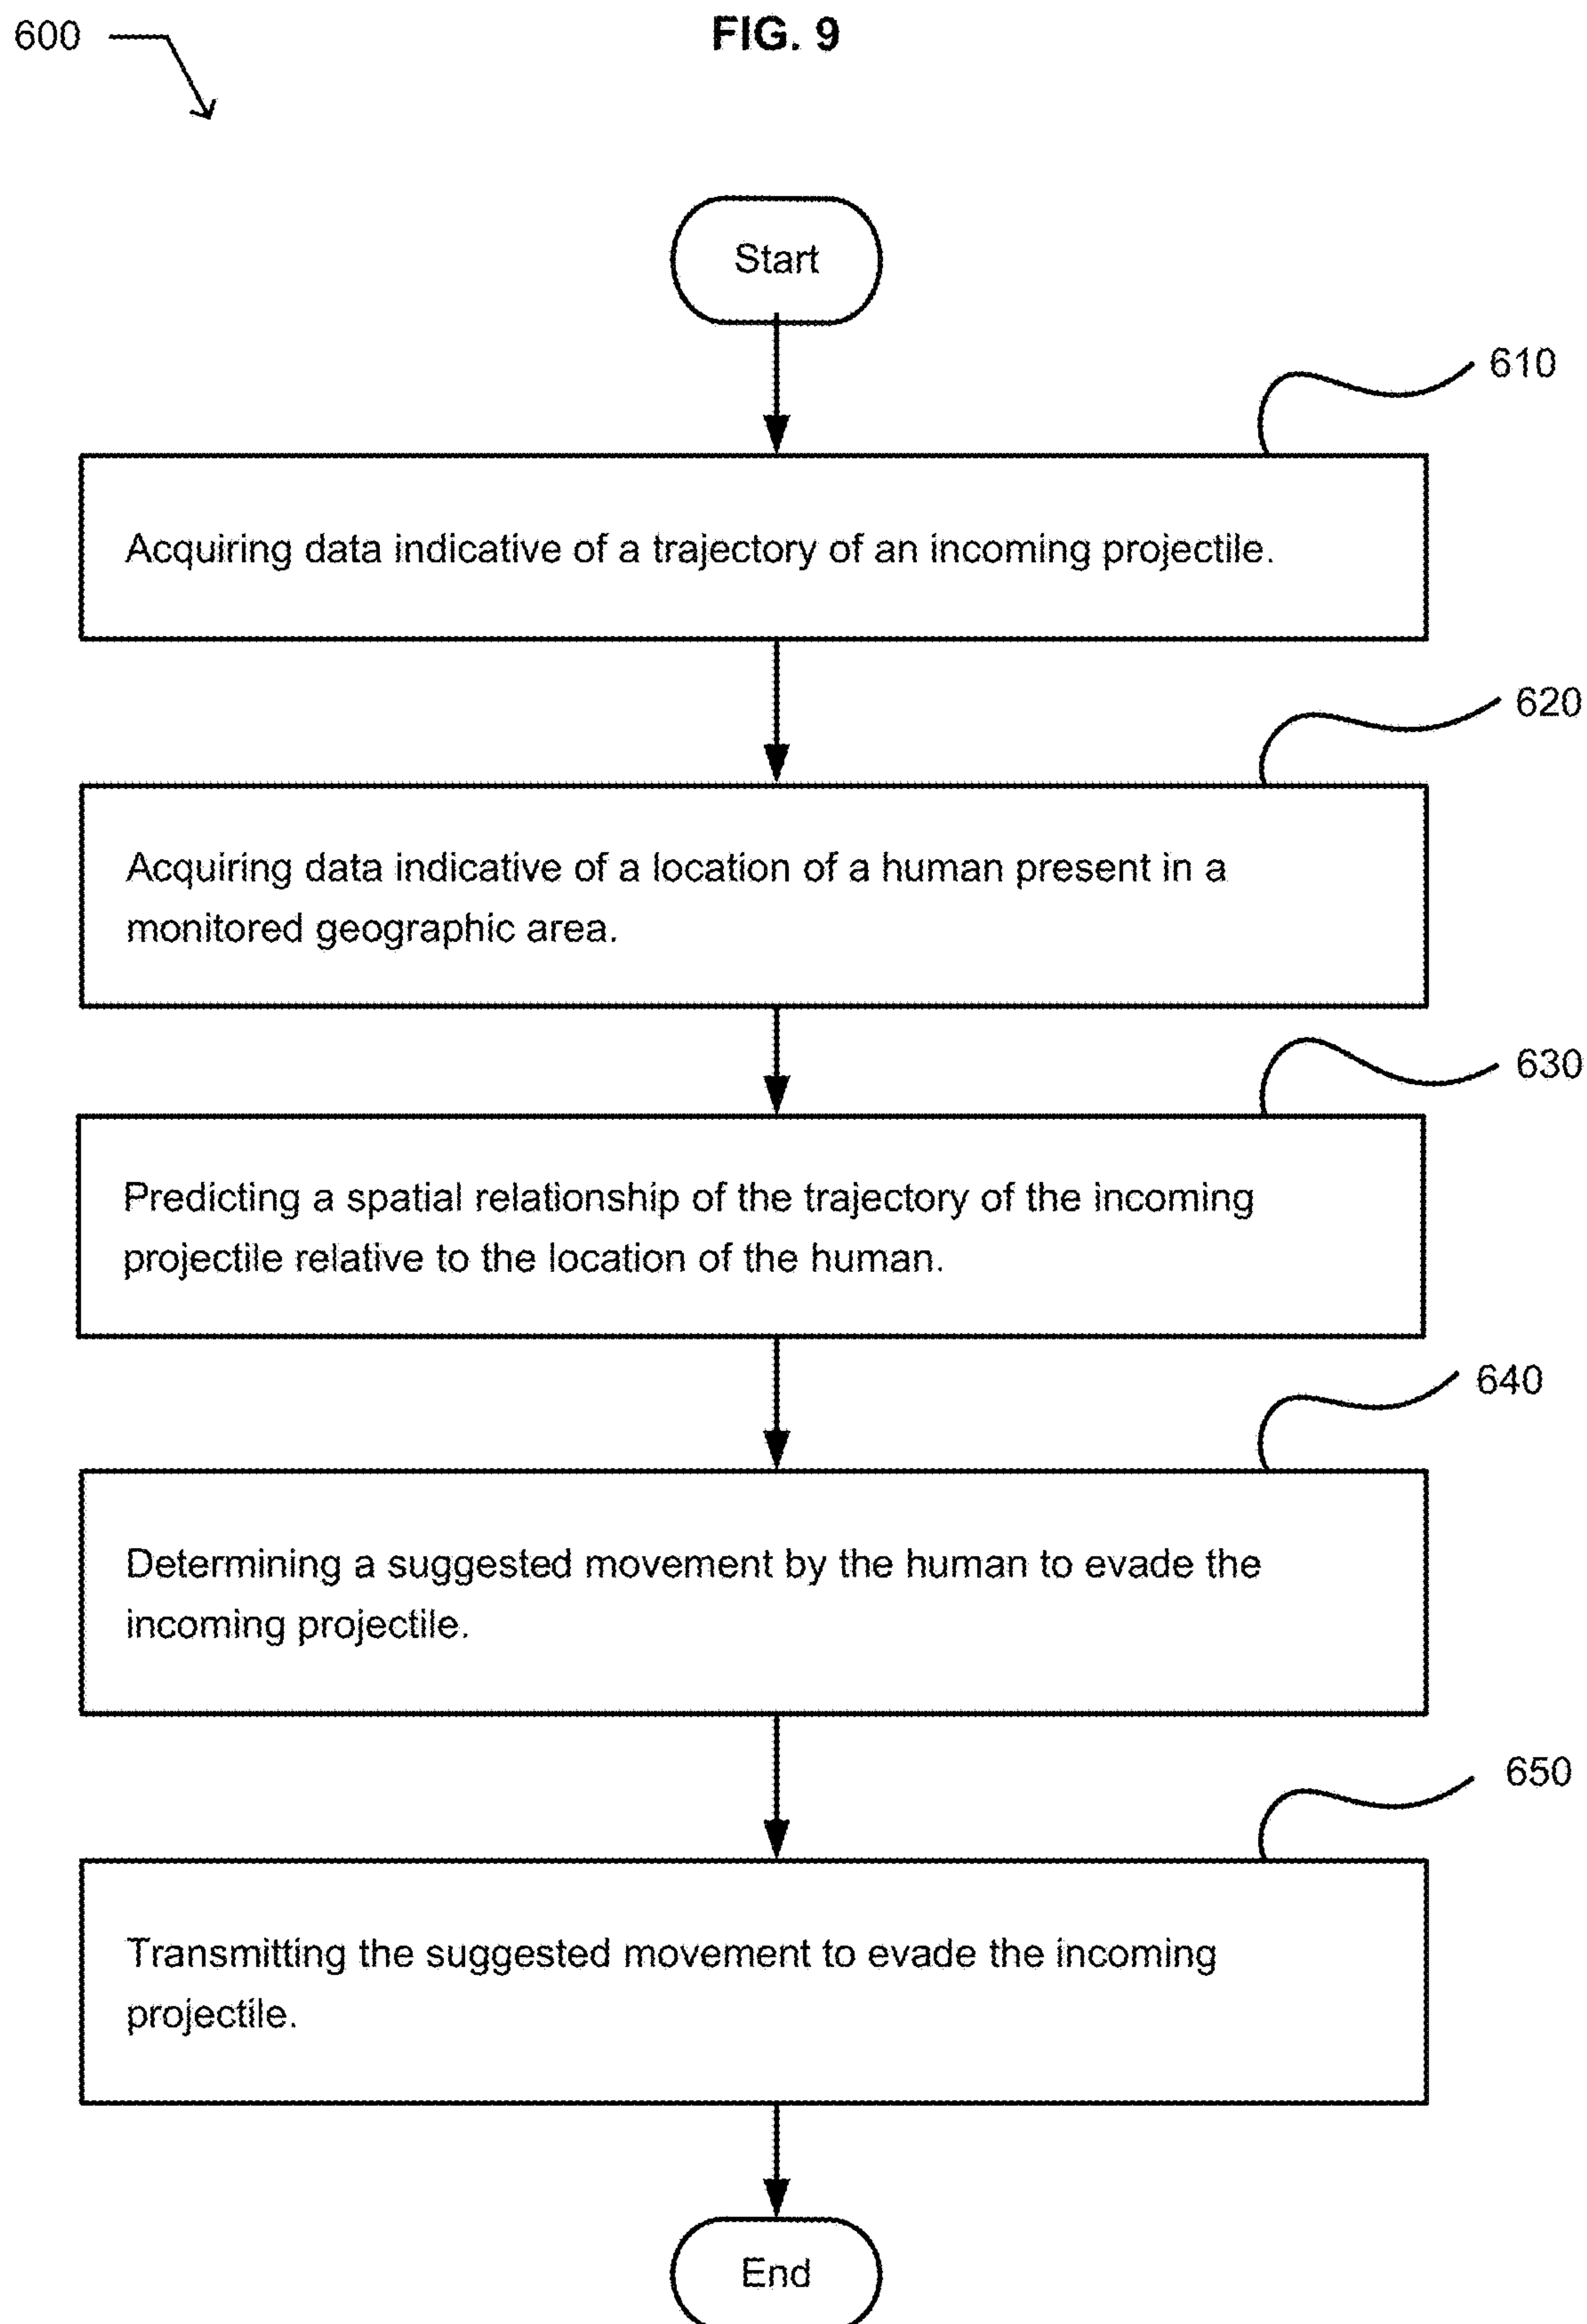 600
FIG. 9
Start
610
Acquiring data indicative of a trajectory of an incoming projectile.
620
Acquiring data indicative of a location of a human present in a
monitored geographic area.
630
Predicting a spatial relationship of the trajectory of the incoming
projectile relative to the location of the human.
640
Determining a suggested movement by the human to evade the
incoming projectile.
650
Transmitting the suggested movement to evade the incoming
projectile.
End